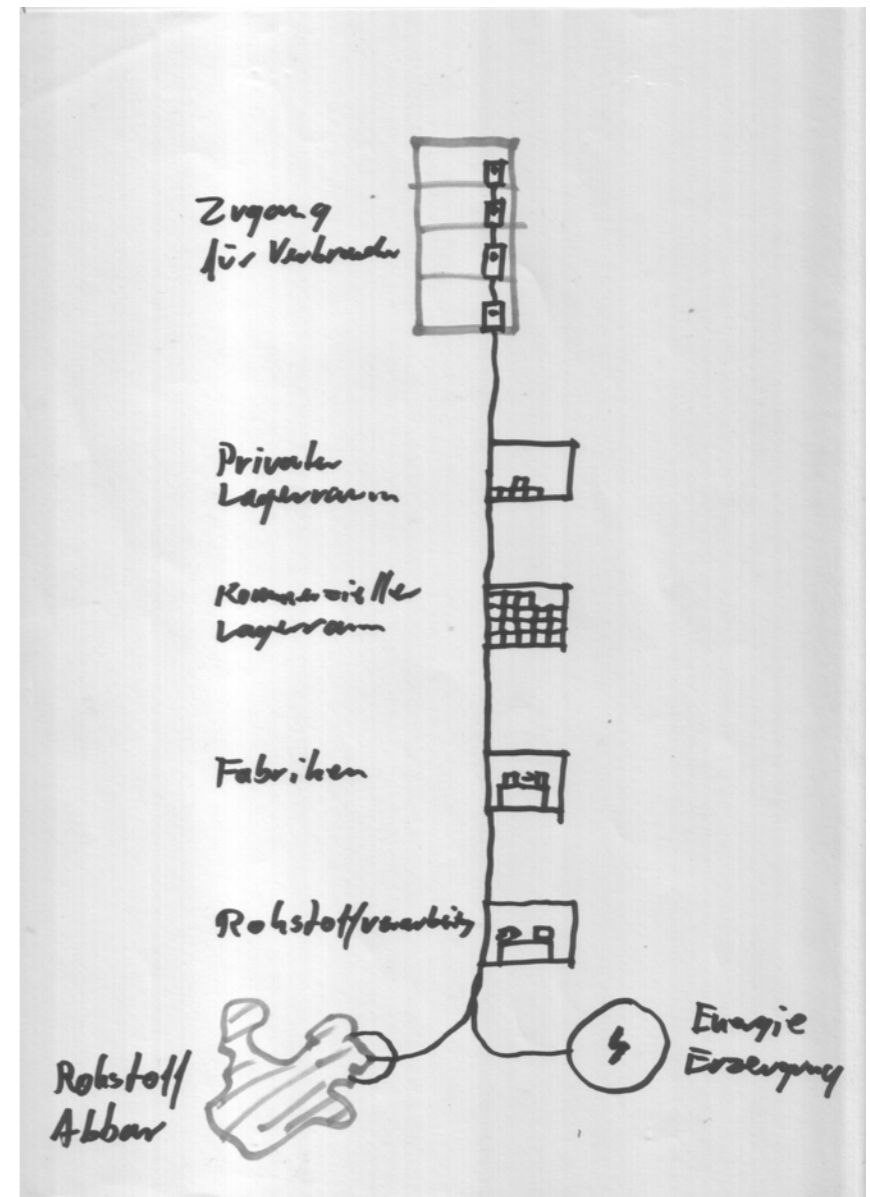 Zugang
für Verbraucher
Privater
Lagerraum
Kommerzieller
Lagerraum
Fabriken
Rohstoffverarbeitung
Rohstoff
Abbau
Energie
Erzeugung